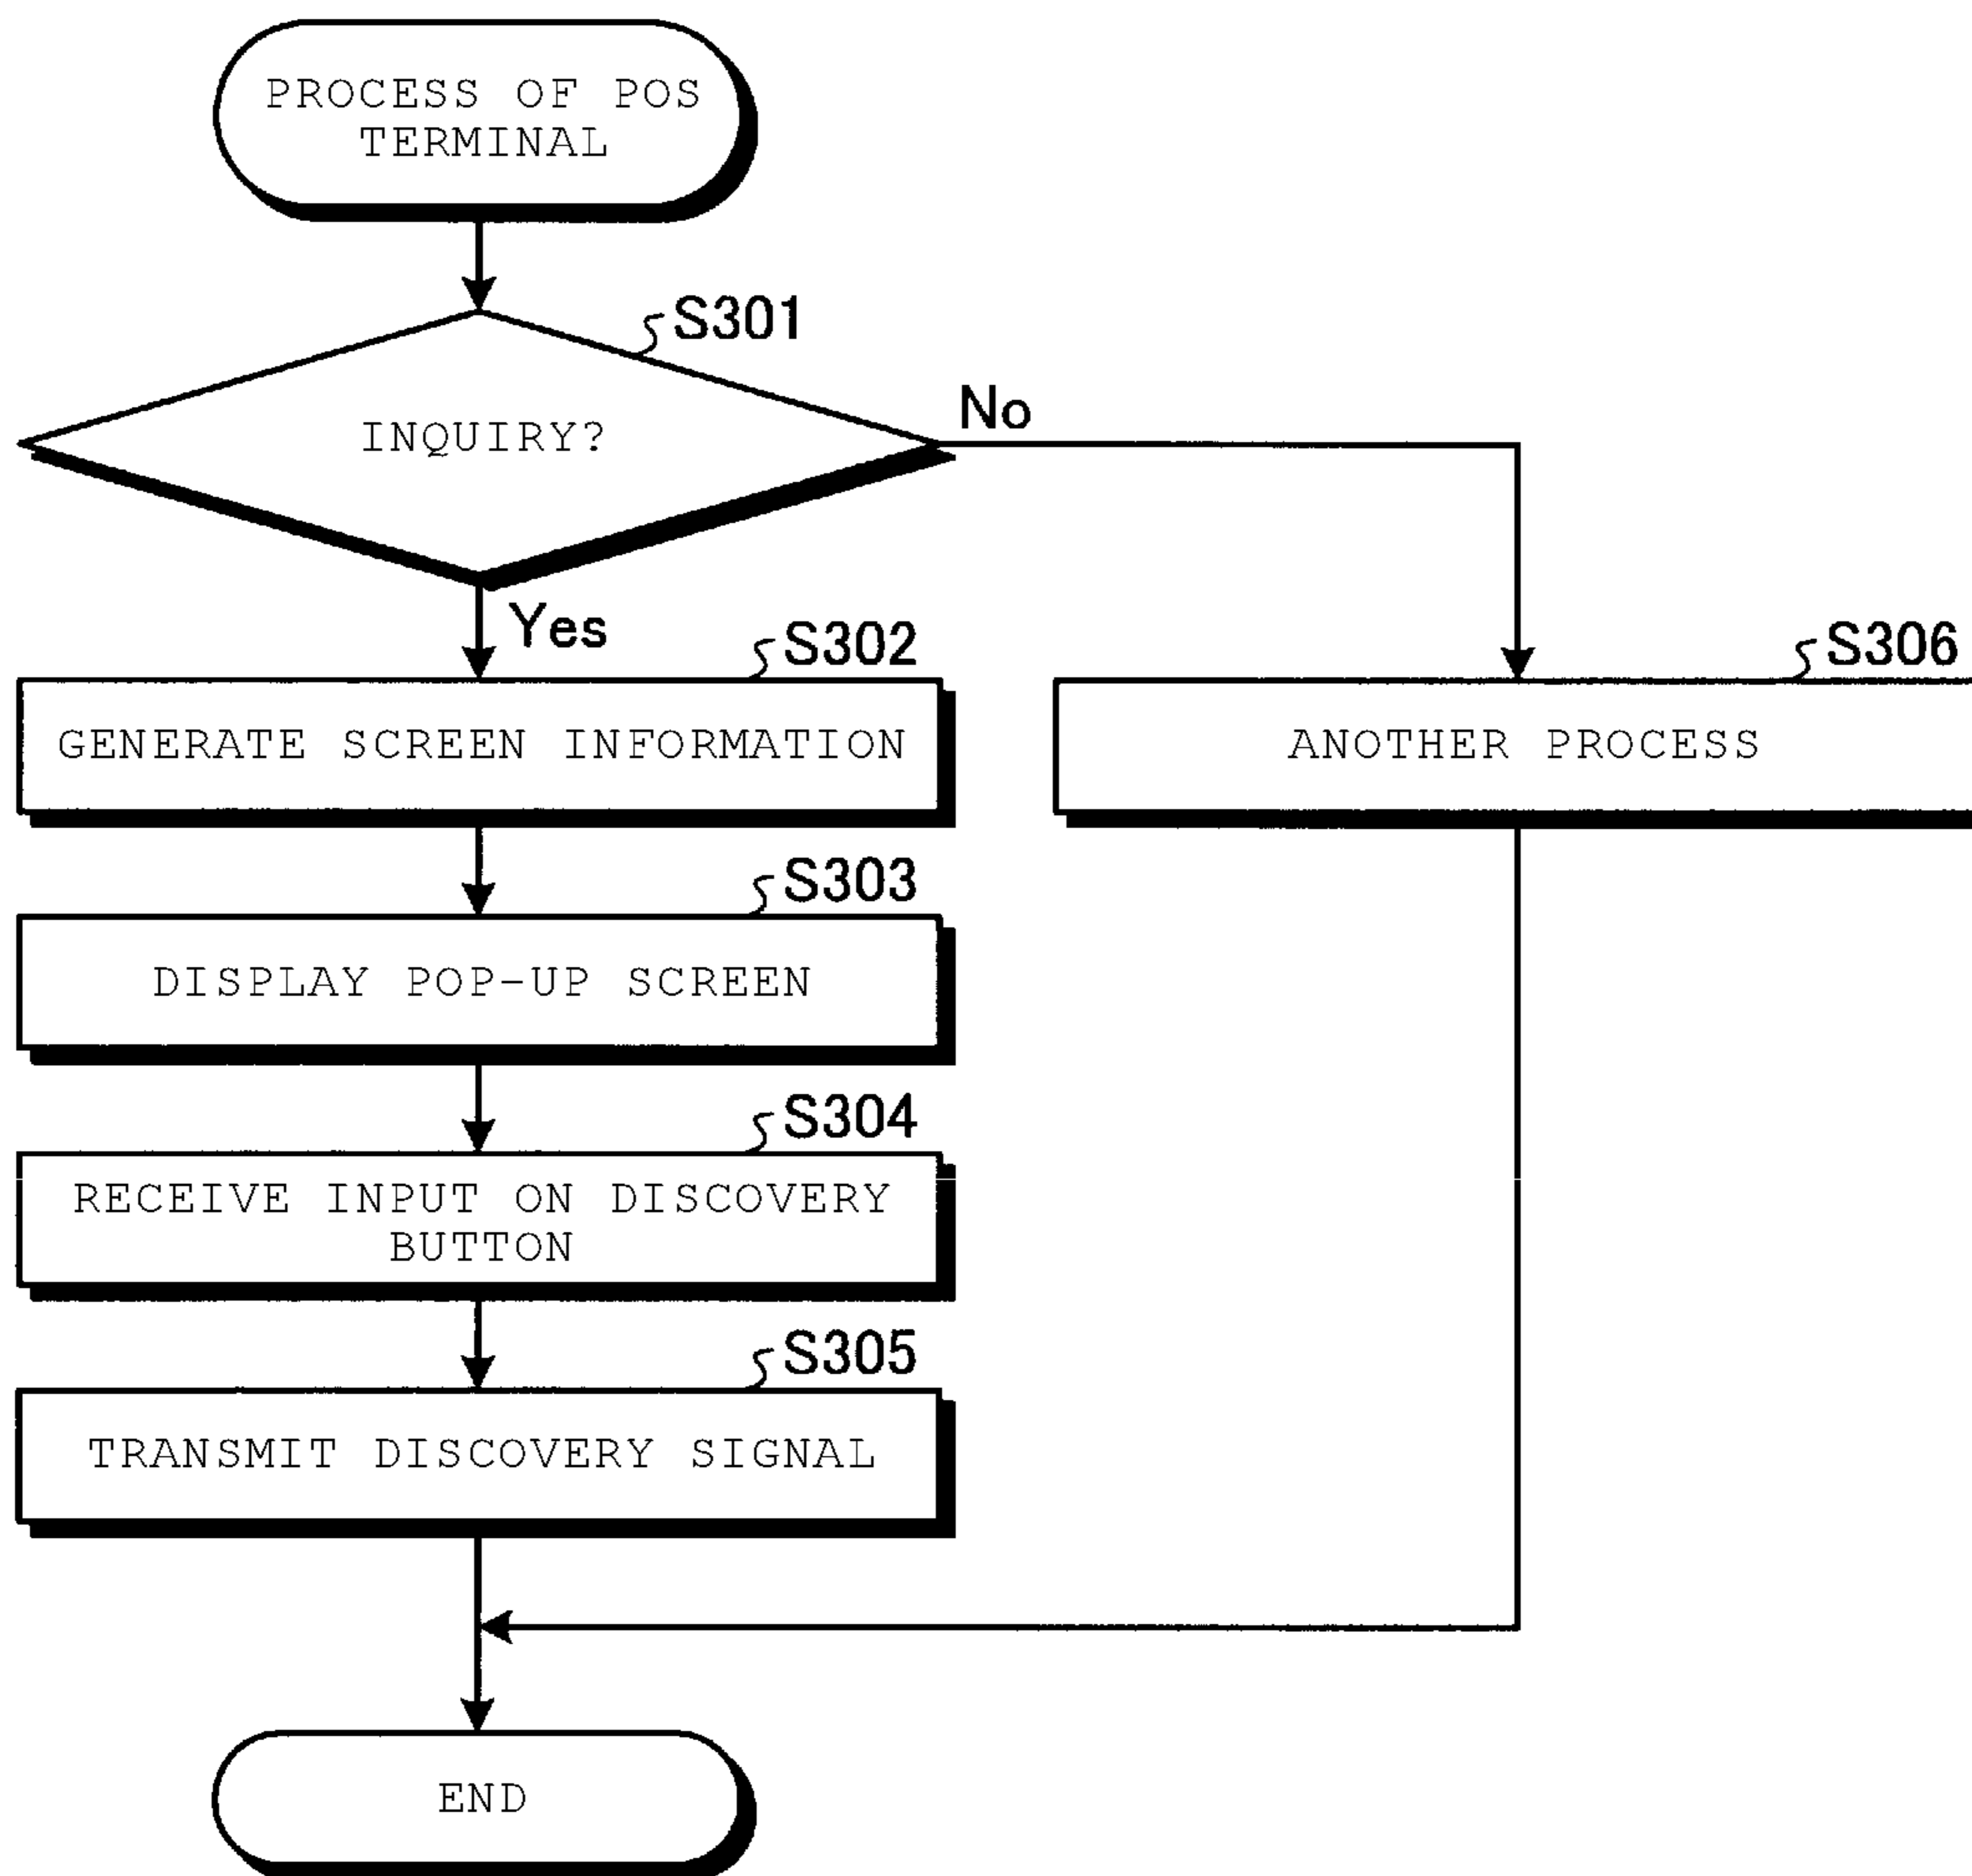 PROCESS OF POS
TERMINAL
S301
INQUIRY?
No
Yes
S302
GENERATE SCREEN INFORMATION
S306
ANOTHER PROCESS
S303
DISPLAY POP-UP SCREEN
S304
RECEIVE INPUT ON DISCOVERY
BUTTON
S305
TRANSMIT DISCOVERY SIGNAL
END